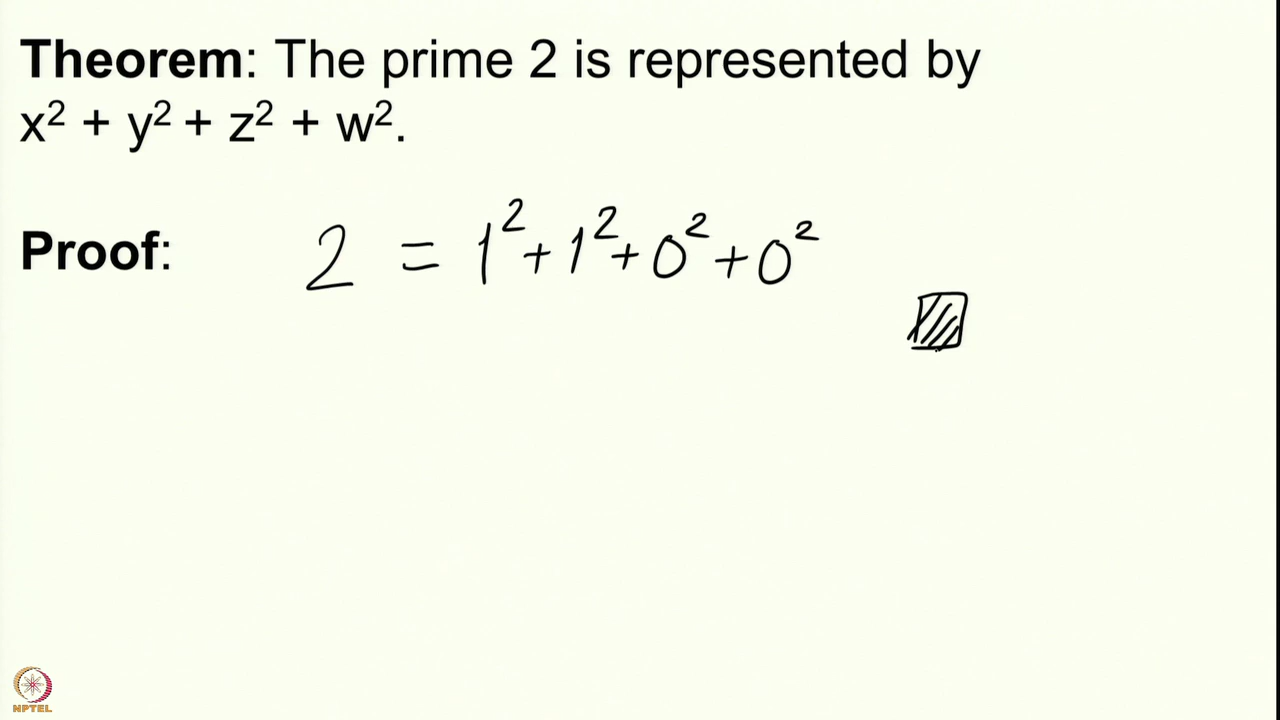 Theorem: The prime 2 is represented by
x² + y² + z² + w².
Proof: 2 = 1² + 1² + 0² + 0²
NPTEL